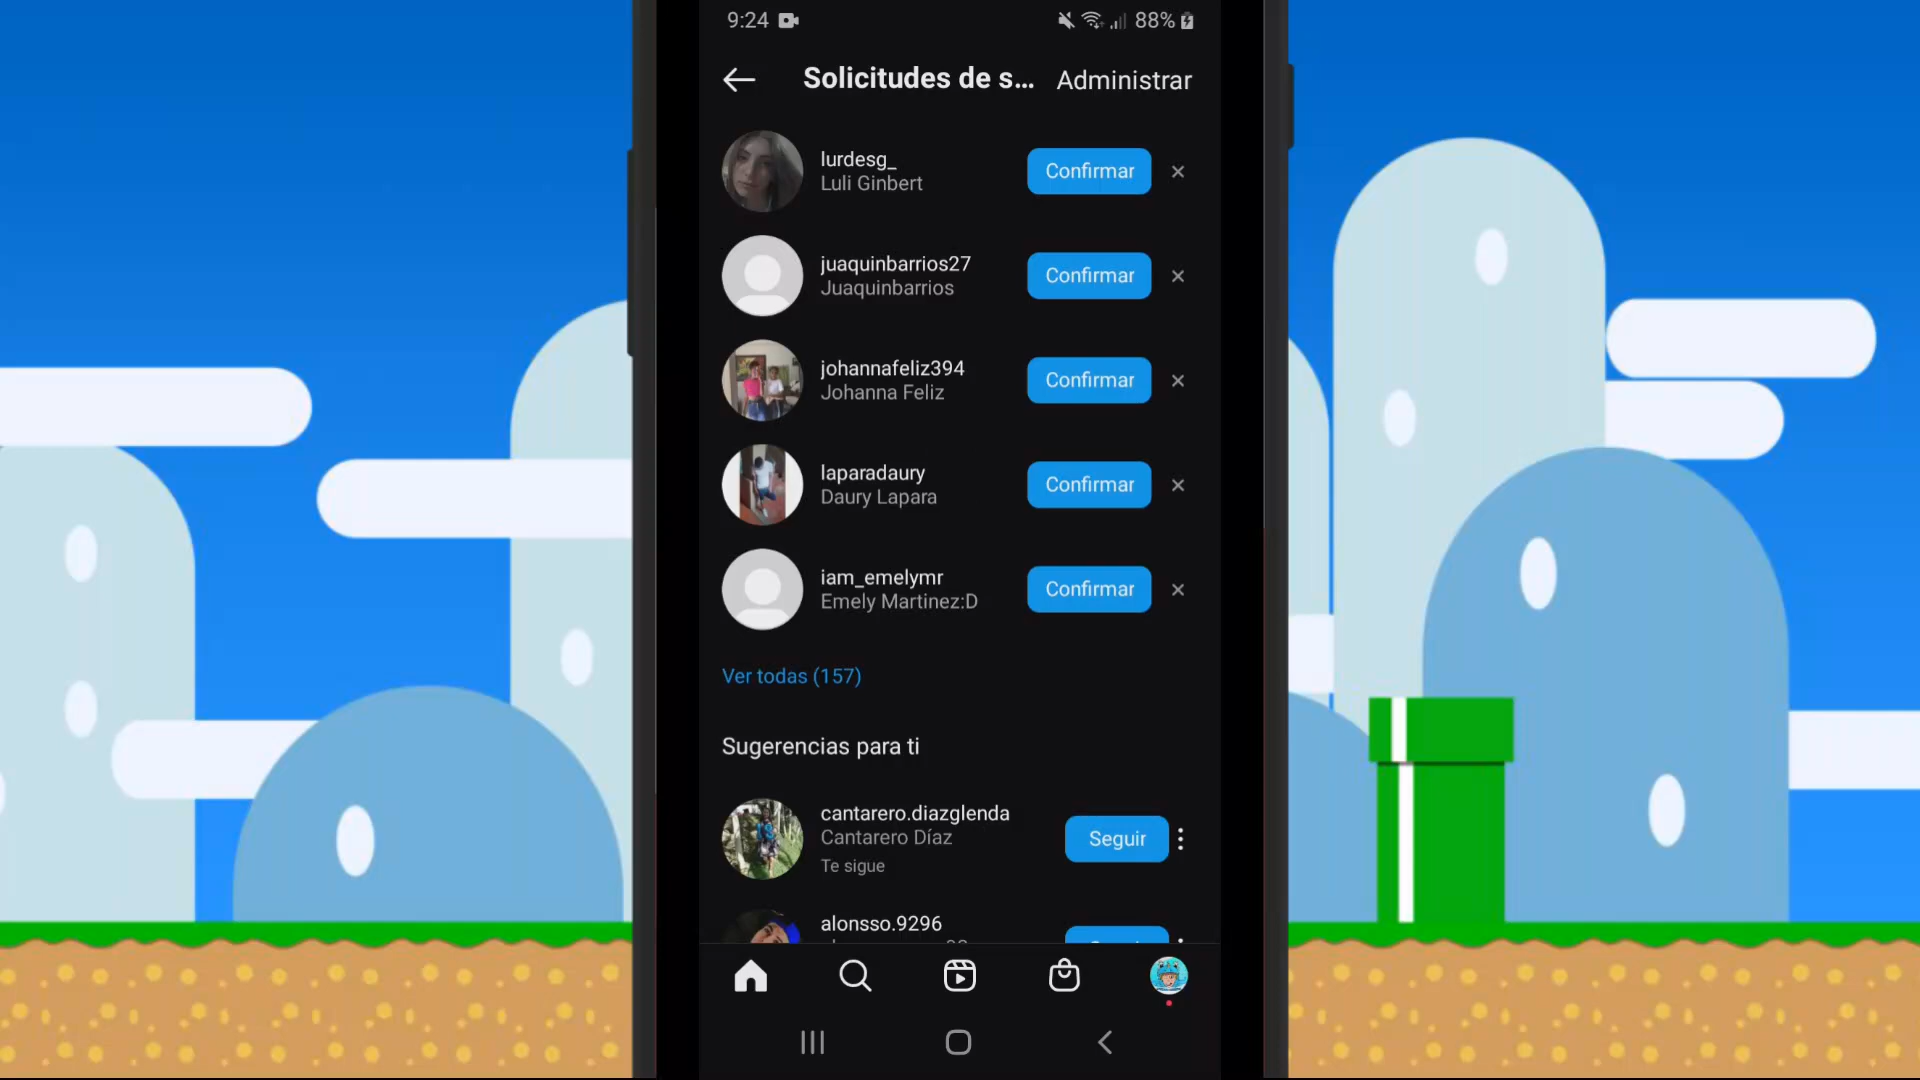 9:24
88%
Solicitudes de s...
Administrar
lurdesg_
Luli Ginbert
Confirmar
juaquinbarrios27
Juaquinbarrios
Confirmar
johannafeliz394
Johanna Feliz
Confirmar
laparadaury
Daury Lapara
Confirmar
iam_emelymr
Emely Martinez:D
Confirmar
Ver todas (157)
Sugerencias para ti
cantarero.diazglenda
Cantarero Díaz
Te sigue
Seguir
alonsso.9296